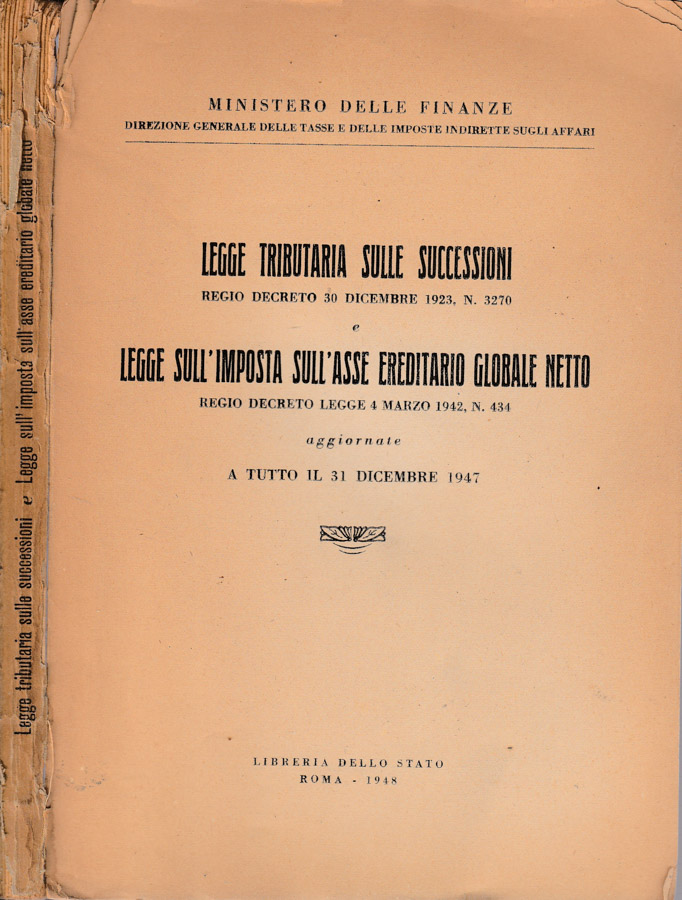 MINISTERO DELLE FINANZE
DIREZIONE GENERALE DELLE TASSE E DELLE IMPOSTE INDIRETTE SUGLI AFFARI
LEGGE TRIBUTARIA SULLE SUCCESSIONI
REGIO DECRETO 30 DICEMBRE 1923, N. 3270
e
LEGGE SULL'IMPOSTA SULL'ASSE EREDITARIO GLOBALE NETTO
REGIO DECRETO LEGGE 4 MARZO 1942, N. 434
aggiornate
A TUTTO IL 31 DICEMBRE 1947
LIBRERIA DELLO STATO
ROMA - 1948
Legge tributaria sulle successioni e Legge sull'imposta sull'asse ereditario globale netto